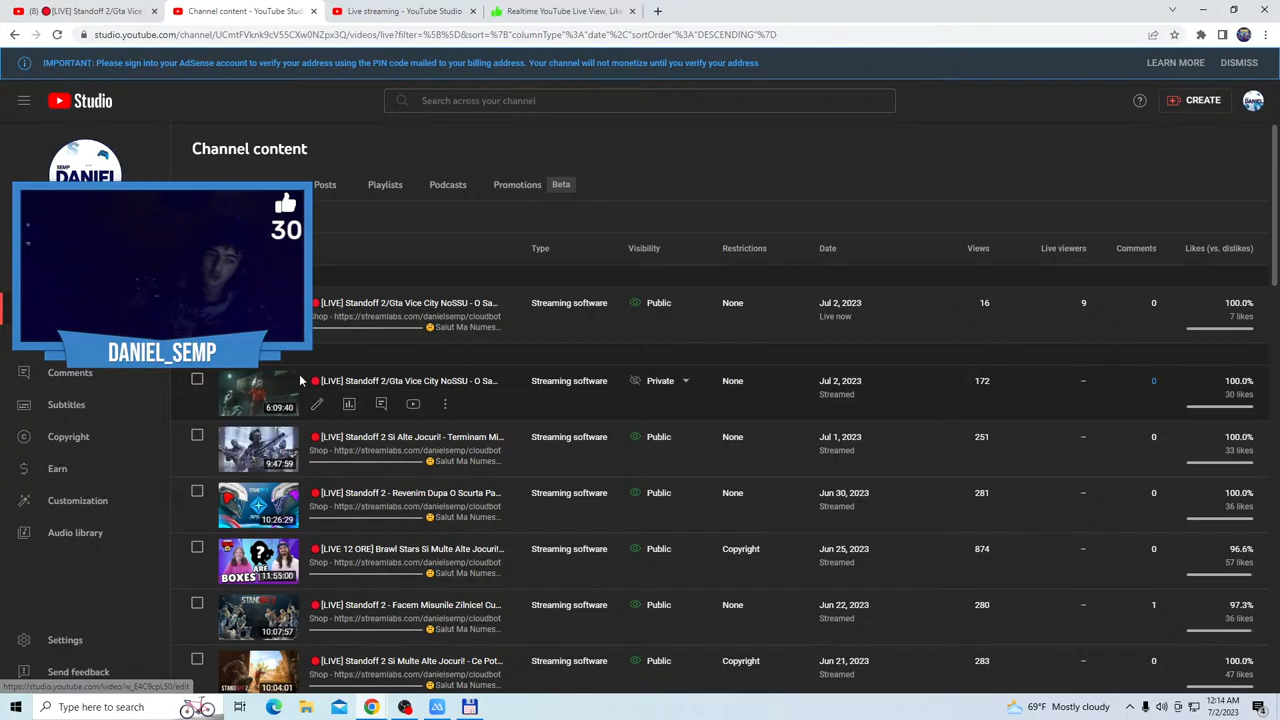 (8) 🔴[LIVE] Standoff 2/Gta Vice C
Channel content - YouTube Stud
Live streaming - YouTube Studio
Realtime YouTube Live View, Like
studio.youtube.com/channel/UCmtFVknk9cV55CXw0NZpx3Q/videos/live?filter=%5B%5D&sort=%7B"columnType"%3A"date"%2C"sortOrder"%3A"DESCENDING"%7D
IMPORTANT: Please sign into your AdSense account to verify your address using the PIN code mailed to your billing address. Your channel will not monetize until you verify your address
LEARN MORE
DISMISS
Studio
Search across your channel
CREATE
Channel content
SEMP
DANIEL
Posts
Playlists
Podcasts
Promotions
Beta
30
DANIEL_SEMP
Type
Visibility
Restrictions
Date
Views
Live viewers
Comments
Likes (vs. dislikes)
🔴[LIVE] Standoff 2/Gta Vice City NoSSU - O Sa...
Streaming software
Public
None
Jul 2, 2023
16
9
0
100.0%
Shop - https://streamlabs.com/danielsemp/cloudbot
Live now
7 likes
Salut Ma Numes...
🔴[LIVE] Standoff 2/Gta Vice City NoSSU - O Sa...
Streaming software
Private
None
Jul 2, 2023
172
–
0
100.0%
Streamed
30 likes
6:09:40
🔴[LIVE] Standoff 2 Si Alte Jocuri! - Terminam Mi...
Streaming software
Public
None
Jul 1, 2023
251
–
0
100.0%
Shop - https://streamlabs.com/danielsemp/cloudbot
Streamed
33 likes
9:47:59
Salut Ma Numes...
🔴[LIVE] Standoff 2 - Revenim Dupa O Scurta Pa...
Streaming software
Public
None
Jun 30, 2023
281
–
0
100.0%
Shop - https://streamlabs.com/danielsemp/cloudbot
Streamed
36 likes
10:26:29
Salut Ma Numes...
🔴[LIVE 12 ORE] Brawl Stars Si Multe Alte Jocuri!...
Streaming software
Public
Copyright
Jun 25, 2023
874
–
0
96.6%
Shop - https://streamlabs.com/danielsemp/cloudbot
Streamed
57 likes
ARE
BOXES
11:55:00
Salut Ma Numes...
🔴[LIVE] Standoff 2 - Facem Misunile Zilnice! Cu...
Streaming software
Public
None
Jun 22, 2023
280
–
1
97.3%
Shop - https://streamlabs.com/danielsemp/cloudbot
Streamed
36 likes
10:07:57
Salut Ma Numes...
🔴[LIVE] Standoff 2 Si Multe Alte Jocuri! - Ce Pot...
Streaming software
Public
Copyright
Jun 21, 2023
283
–
0
100.0%
Shop - https://streamlabs.com/danielsemp/cloudbot
Streamed
47 likes
10:04:01
Salut Ma Numes...
Comments
Subtitles
Copyright
Earn
Customization
Audio library
Settings
Send feedback
https://studio.youtube.com/video/w_E4C9cpL50/edit
Type here to search
69°F Mostly cloudy
12:14 AM
7/2/2023